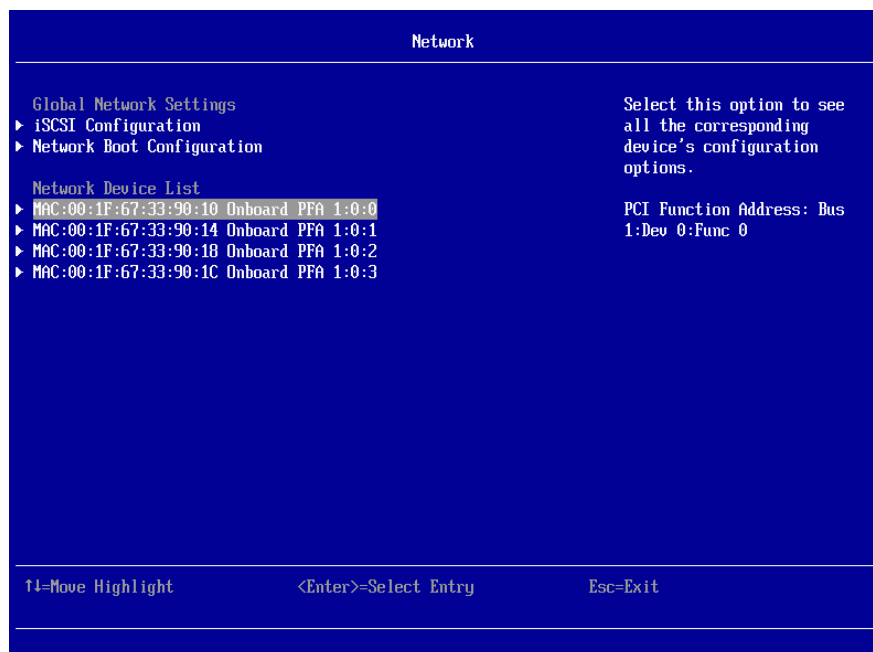 Network
Global Network Settings
iSCSI Configuration
Network Boot Configuration
Network Device List
MAC:00:1F:67:33:90:10 Onboard PFA 1:0:0
MAC:00:1F:67:33:90:14 Onboard PFA 1:0:1
MAC:00:1F:67:33:90:18 Onboard PFA 1:0:2
MAC:00:1F:67:33:90:1C Onboard PFA 1:0:3
Select this option to see
all the corresponding
device's configuration
options.
PCI Function Address: Bus
1:Dev 0:Func 0
↑↓=Move Highlight
<Enter>=Select Entry
Esc=Exit